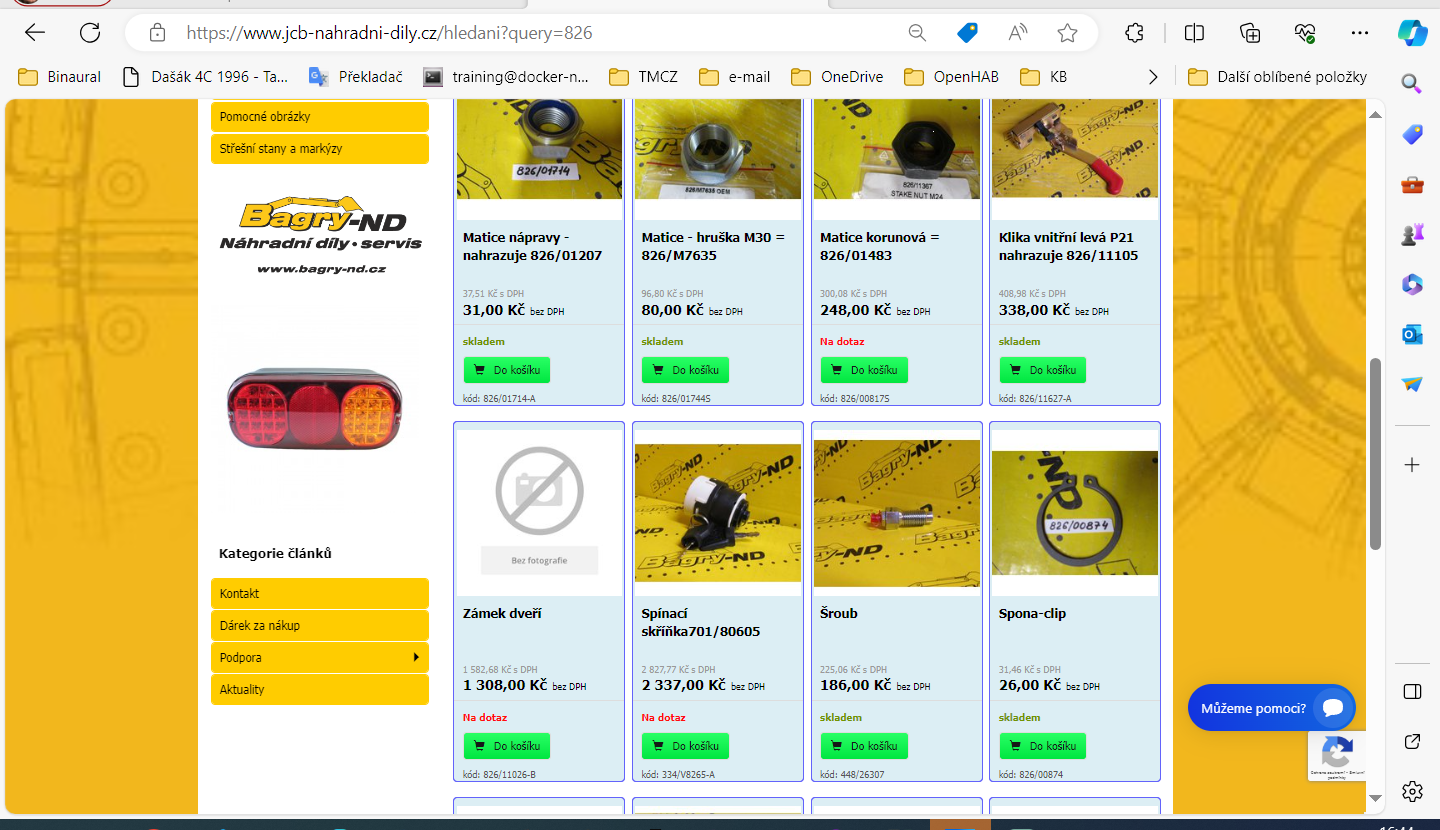 https://www.jcb-nahradni-dily.cz/hledani?query=826
Binaural
Dašák 4C 1996 - Ta...
Překladač
training@docker-n...
TMCZ
e-mail
OneDrive
OpenHAB
KB
Další oblíbené položky
Pomocné obrázky
Střešní stany a markýzy
Bagry-ND
Náhradní díly • servis
www.bagry-nd.cz
Kategorie článků
Kontakt
Dárek za nákup
Podpora
Aktuality
826/01714
826/M7635 OEM
826/11367
STAKE NUT M24
Matice nápravy -
nahrazuje 826/01207
37,51 Kč s DPH
31,00 Kč bez DPH
skladem
Do košíku
kód: 826/01714-A
Matice - hruška M30 =
826/M7635
96,80 Kč s DPH
80,00 Kč bez DPH
skladem
Do košíku
kód: 826/01744S
Matice korunová =
826/01483
300,08 Kč s DPH
248,00 Kč bez DPH
Na dotaz
Do košíku
kód: 826/00817S
Klika vnitřní levá P21
nahrazuje 826/11105
408,98 Kč s DPH
338,00 Kč bez DPH
skladem
Do košíku
kód: 826/11627-A
Bez fotografie
Zámek dveří
1 582,68 Kč s DPH
1 308,00 Kč bez DPH
Na dotaz
Do košíku
kód: 826/11026-B
Bagry-ND
Spínací
skříňka701/80605
2 827,77 Kč s DPH
2 337,00 Kč bez DPH
Na dotaz
Do košíku
kód: 334/V8265-A
Bagry-ND
Šroub
225,06 Kč s DPH
186,00 Kč bez DPH
skladem
Do košíku
kód: 448/26307
826/00874
Spona-clip
31,46 Kč s DPH
26,00 Kč bez DPH
skladem
Do košíku
kód: 826/00874
Můžeme pomoci?